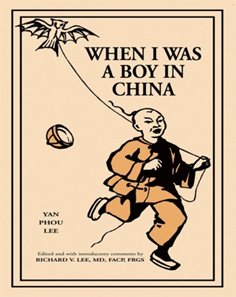 WHEN I WAS
A BOY IN
CHINA
YAN
PHOU
LEE
Edited and with introductory comments by
RICHARD V. LEE, MD, FACP, FRGS